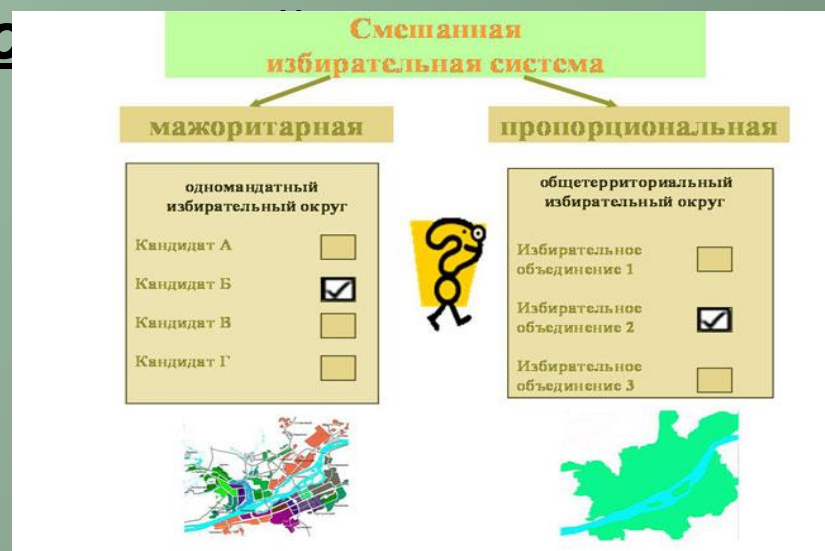 Смешанная
избирательная система
мажоритарная
пропорциональная
одномандатный
избирательный округ
Кандидат А
Кандидат Б
Кандидат В
Кандидат Г
общетерриториальный
избирательный округ
Избирательное
объединение 1
Избирательное
объединение 2
Избирательное
объединение 3